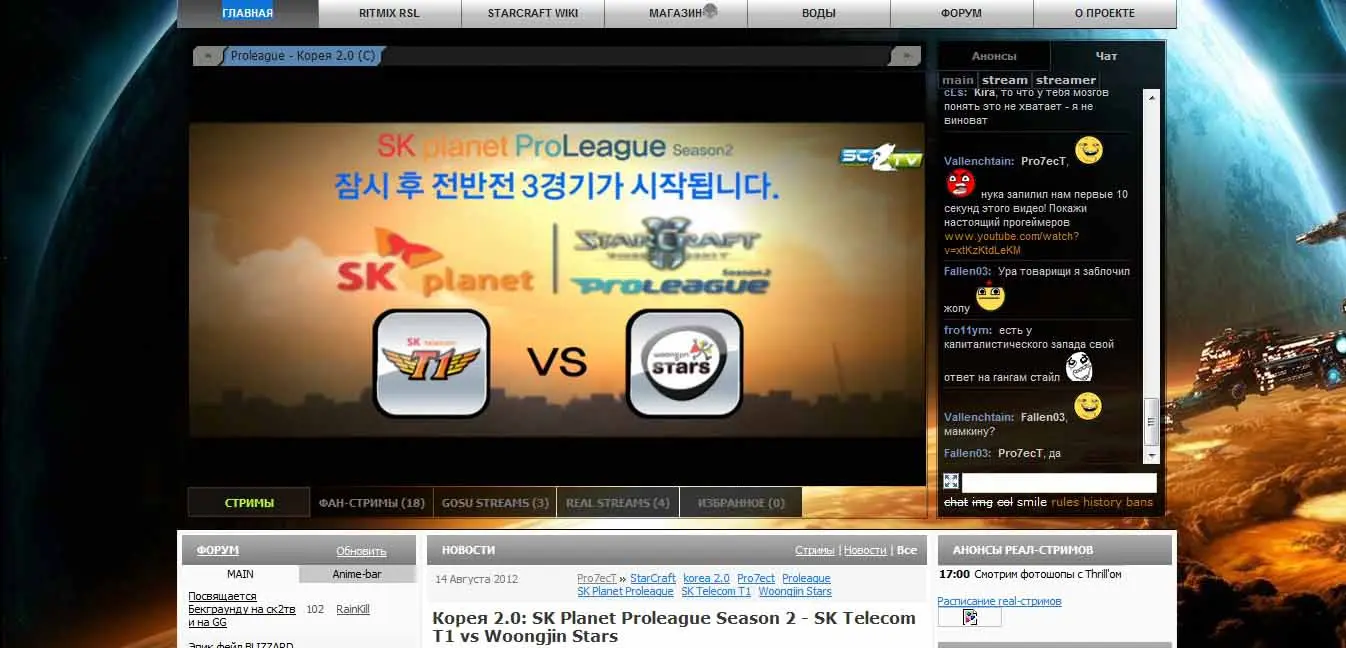 ГЛАВНАЯ
RITMIX RSL
STARCRAFT WIKI
МАГАЗИН
ВОДЫ
ФОРУМ
О ПРОЕКТЕ
Proleague - Корея 2.0 (С)
SK planet ProLeague Season2
잠시 후 전반전 3경기가 시작됩니다.
SC2TV
SK planet
STARCRAFT
Season2
PROLEAGUE
SK telecom
T1
VS
woongjin
STARS
СТРИМЫ
ФАН-СТРИМЫ (18)
GOSU STREAMS (3)
REAL STREAMS (4)
ИЗБРАННОЕ (0)
Анонсы
Чат
main stream streamer
cEs: Kira, то что у тебя мозгов
понять это не хватает - я не
виноват
Vallenchtain: Pro7ecT,
нука запилил нам первые 10
секунд этого видео! Покажи
настоящий прогеймеров
www.youtube.com/watch?
v=xtKzKtdLeKM
Fallen03: Ура товарищи я заблочил
жопу
fro11ym: есть у
капиталистического запада свой
ответ на гангам стайл
Vallenchtain: Fallen03,
мамкину?
Fallen03: Pro7ecT, да
chat img col smile rules history bans
ФОРУМ
Обновить
MAIN
Anime-bar
Посвящается
Бекграунду на ск2тв
и на GG
102
RainKill
Эпик фейл BLIZZARD
НОВОСТИ
Стримы | Новости | Все
14 Августа 2012
Pro7ecT » StarCraft korea 2.0 Pro7ect Proleague
SK Planet Proleague SK Telecom T1 Woongjin Stars
Корея 2.0: SK Planet Proleague Season 2 - SK Telecom
T1 vs Woongjin Stars
АНОНСЫ РЕАЛ-СТРИМОВ
17:00 Смотрим фотошопы с Thrill'ом
Расписание real-стримов